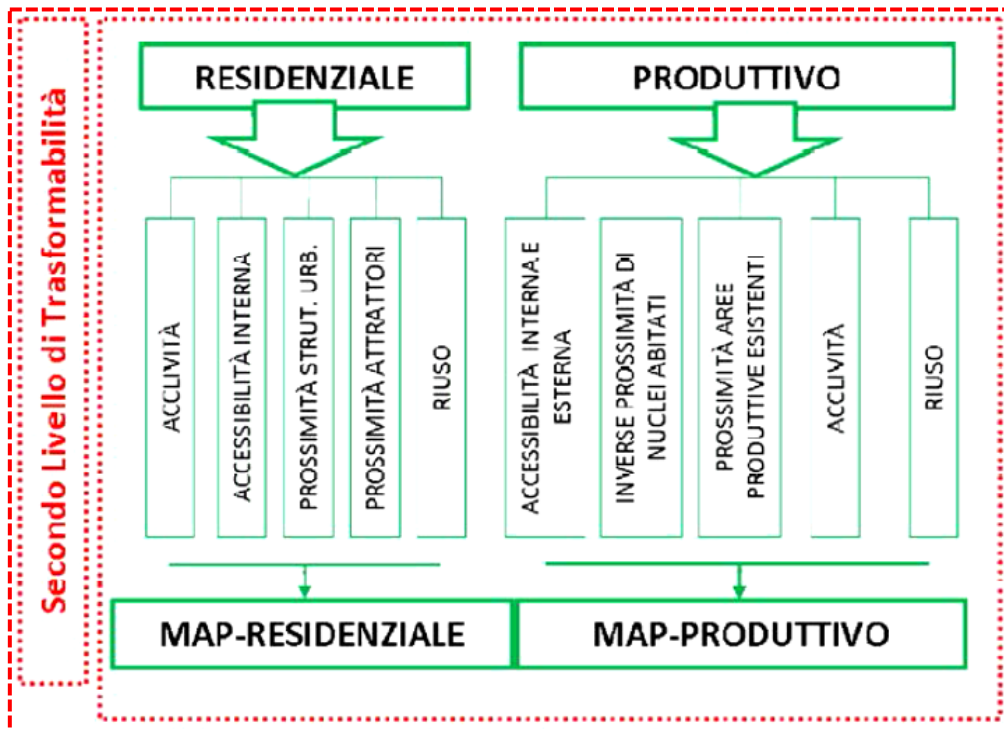 Secondo Livello di Trasformabilità
RESIDENZIALE
ACCLIVITÀ
ACCESSIBILITÀ INTERNA
PROSSIMITÀ STRUT. URB.
PROSSIMITÀ ATTRATTORI
RIUSO
MAP-RESIDENZIALE
PRODUTTIVO
ACCESSIBILITÀ INTERNA E
ESTERNA
INVERSE PROSSIMITÀ DI
NUCLEI ABITATI
PROSSIMITÀ AREE
PRODUTTIVE ESISTENTI
ACCLIVITÀ
RIUSO
MAP-PRODUTTIVO